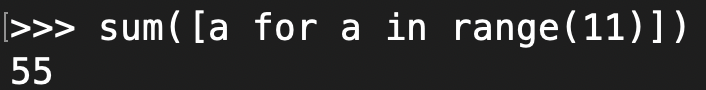 [>>> sum([a for a in range(11)])
55